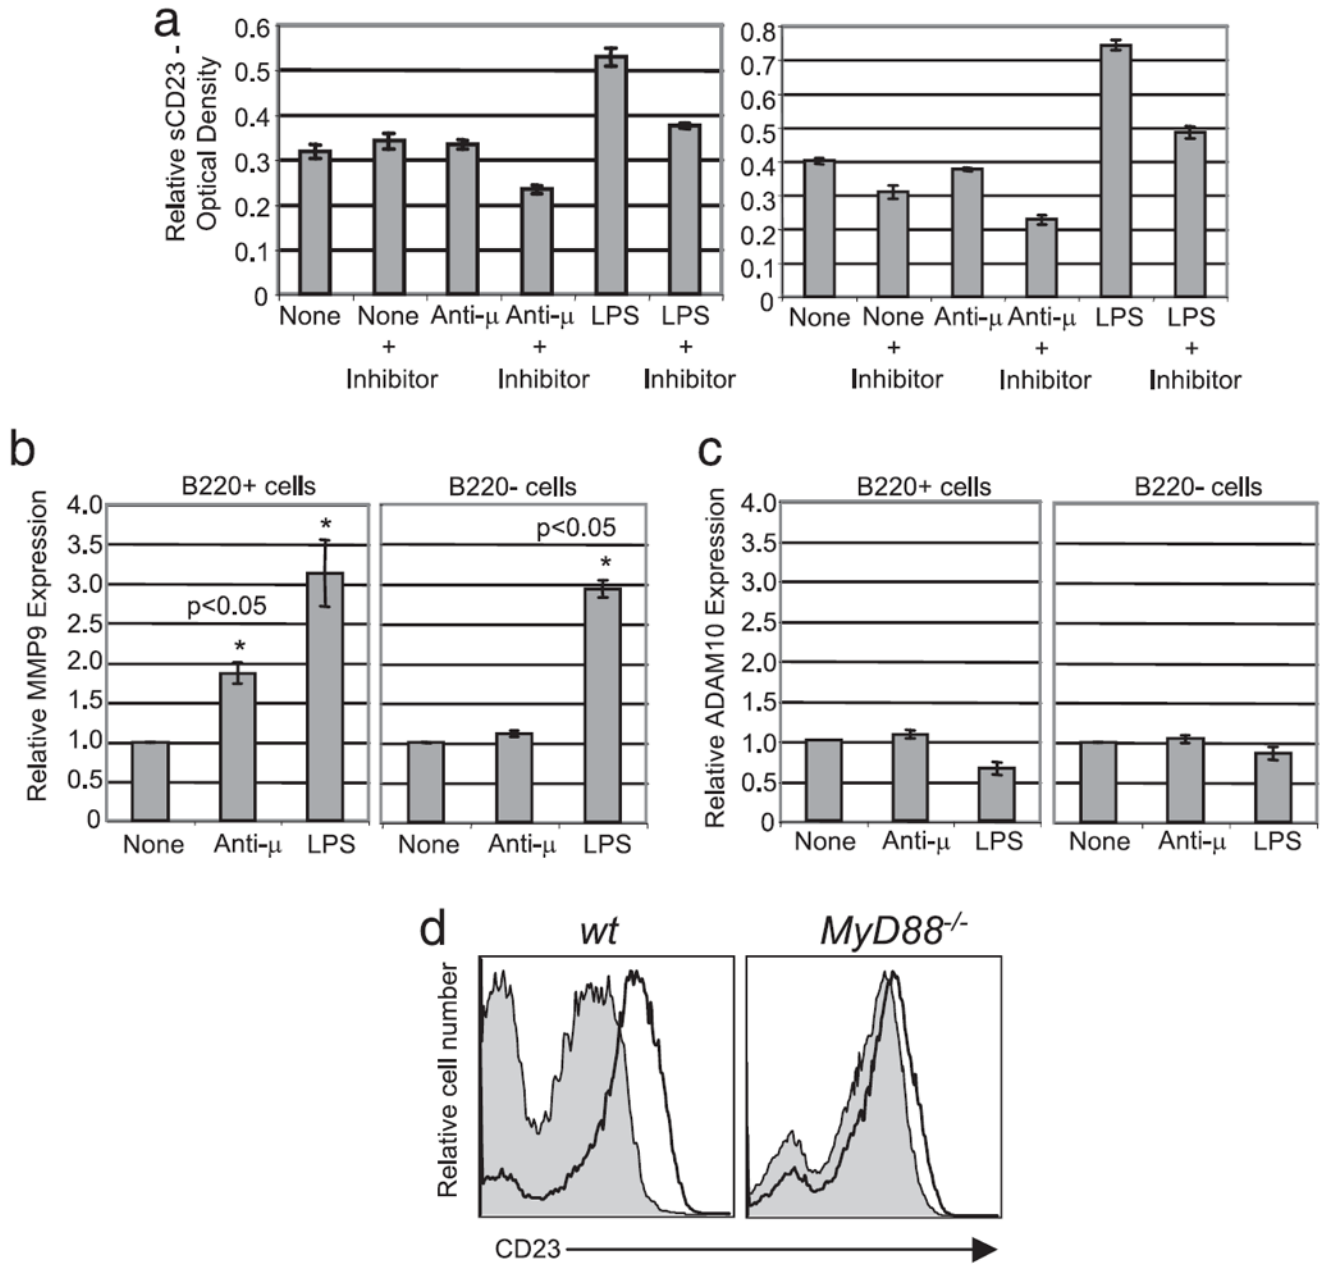 a
Relative sCD23 -
Optical Density
0.6
0.5
0.4
0.3
0.2
0.1
0
None None Anti-μ Anti-μ LPS LPS
+ + +
Inhibitor Inhibitor Inhibitor
0.8
0.7
0.6
0.5
0.4
0.3
0.2
0.1
0
None None Anti-μ Anti-μ LPS LPS
+ + +
Inhibitor Inhibitor Inhibitor
b
Relative MMP9 Expression
B220+ cells
B220- cells
4.0
3.5
3.0
2.5
2.0
1.5
1.0
0.5
0
*
p<0.05
*
p<0.05
*
None Anti-μ LPS
None Anti-μ LPS
c
Relative ADAM10 Expression
B220+ cells
B220- cells
4.0
3.5
3.0
2.5
2.0
1.5
1.0
0.5
0
None Anti-μ LPS
None Anti-μ LPS
d
wt
MyD88-/-
Relative cell number
CD23